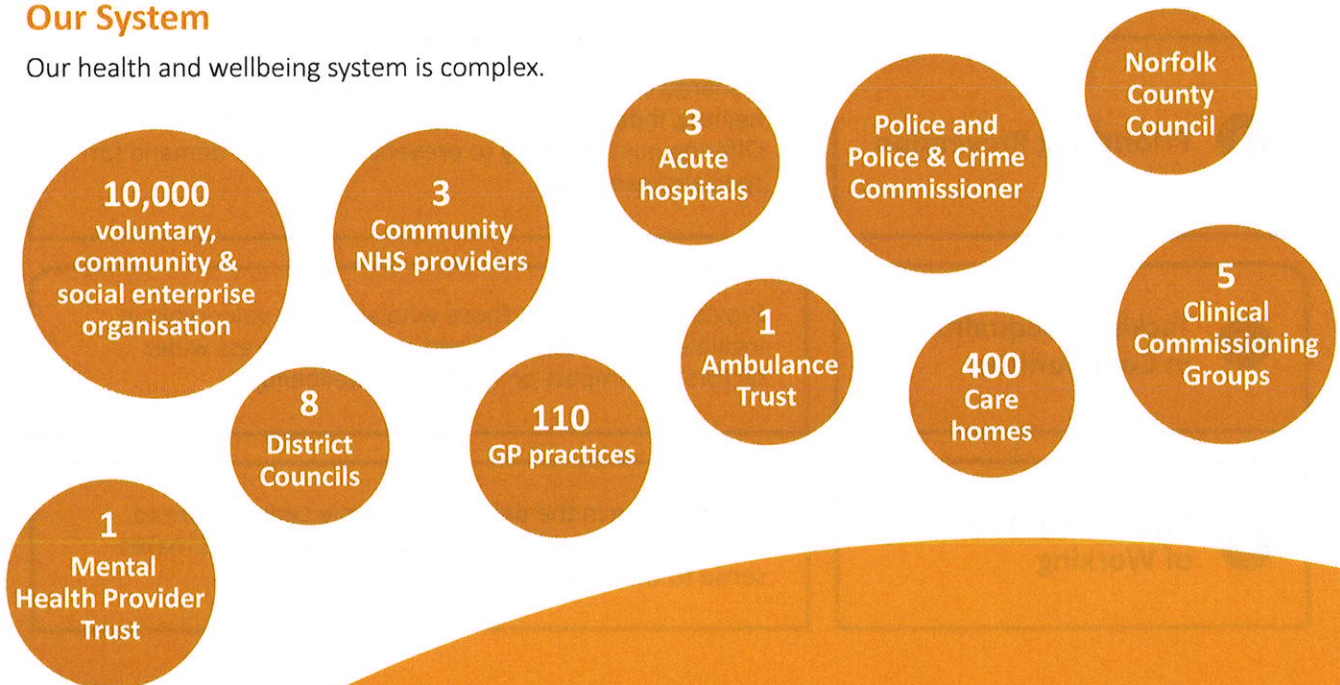 Our System
Our health and wellbeing system is complex.
10,000
voluntary,
community &
social enterprise
organisation
3
Community
NHS providers
3
Acute
hospitals
Police and
Police & Crime
Commissioner
Norfolk
County
Council
8
District
Councils
110
GP practices
1
Ambulance
Trust
400
Care
homes
5
Clinical
Commissioning
Groups
1
Mental
Health Provider
Trust
of Working